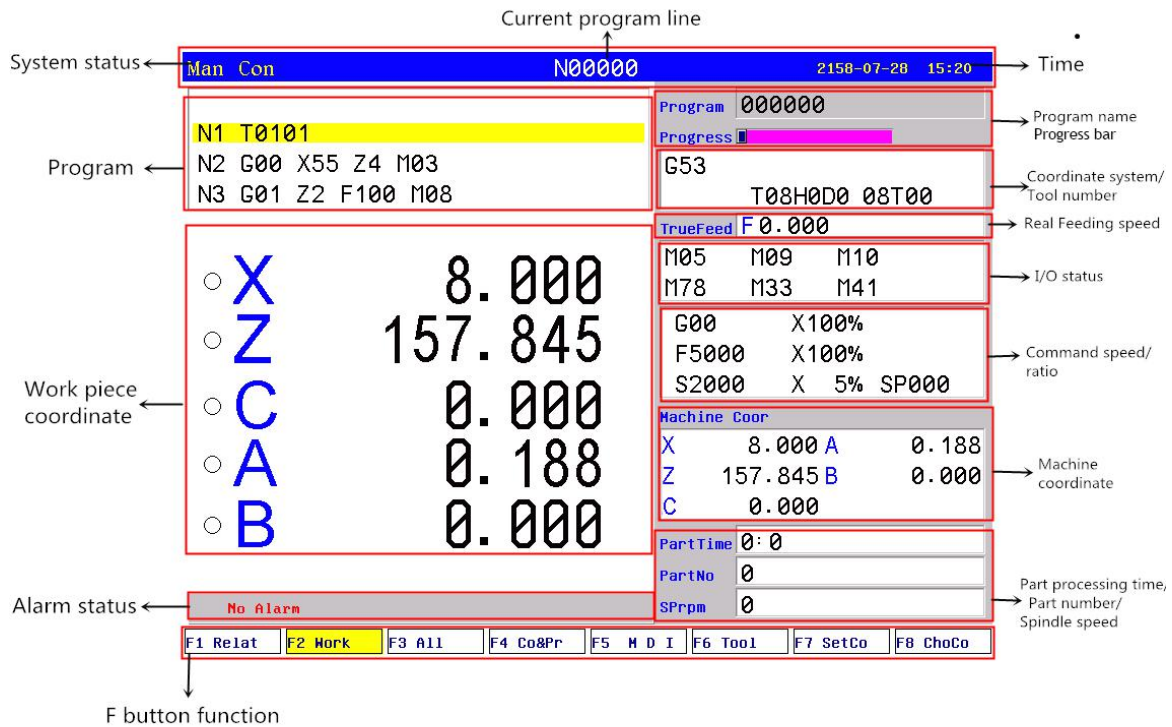 Current program line
System status
Man Con N00000 2158-07-28 15:20
Time
Program 000000
Progress
Program name
Progress bar
Program
N1 T0101
N2 G00 X55 Z4 M03
N3 G01 Z2 F100 M08
G53
T08H0D0 08T00
Coordinate system/
Tool number
TrueFeed F 0.000
Real Feeding speed
M05 M09 M10
M78 M33 M41
I/O status
G00 X100%
F5000 X100%
S2000 X 5% SP000
Command speed/
ratio
Work piece
coordinate
X 8.000
Z 157.845
C 0.000
A 0.188
B 0.000
Machine Coor
X 8.000 A 0.188
Z 157.845 B 0.000
C 0.000
Machine
coordinate
PartTime 0:0
PartNo 0
SPrpm 0
Part processing time/
Part number/
Spindle speed
Alarm status
No Alarm
F1 Relat F2 Work F3 All F4 Co&Pr F5 M D I F6 Tool F7 SetCo F8 ChoCo
F button function